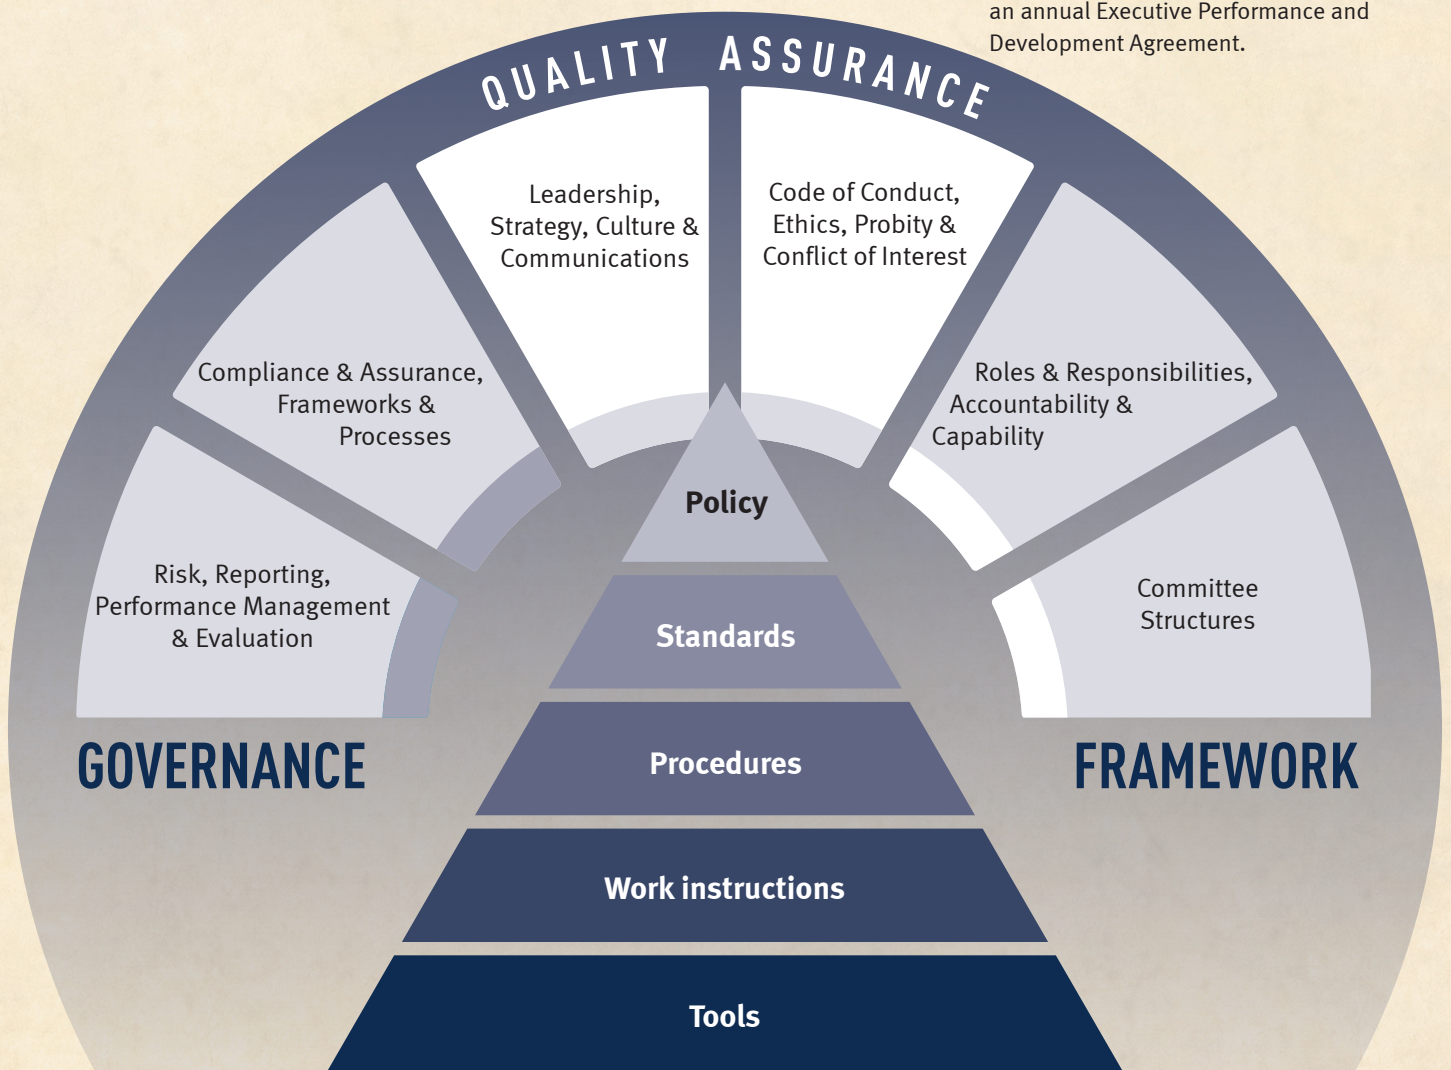 an annual Executive Performance and
Development Agreement.
QUALITY ASSURANCE
Leadership,
Strategy, Culture &
Communications
Code of Conduct,
Ethics, Probity &
Conflict of Interest
Compliance & Assurance,
Frameworks &
Processes
Roles & Responsibilities,
Accountability &
Capability
Risk, Reporting,
Performance Management
& Evaluation
Committee
Structures
GOVERNANCE
FRAMEWORK
Policy
Standards
Procedures
Work instructions
Tools